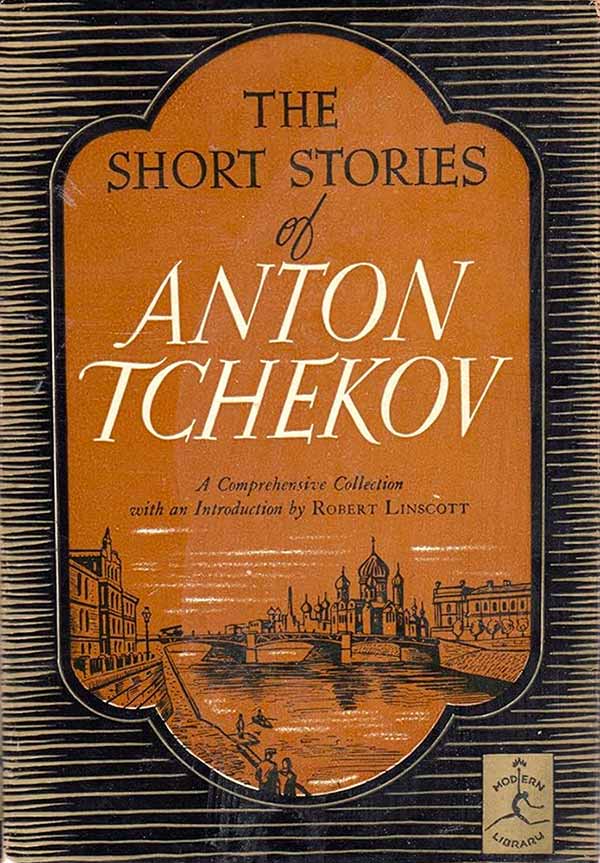 THE
SHORT STORIES
of
ANTON
TCHEKOV
A Comprehensive Collection
with an Introduction by ROBERT LINSCOTT
MODERN
LIBRARY